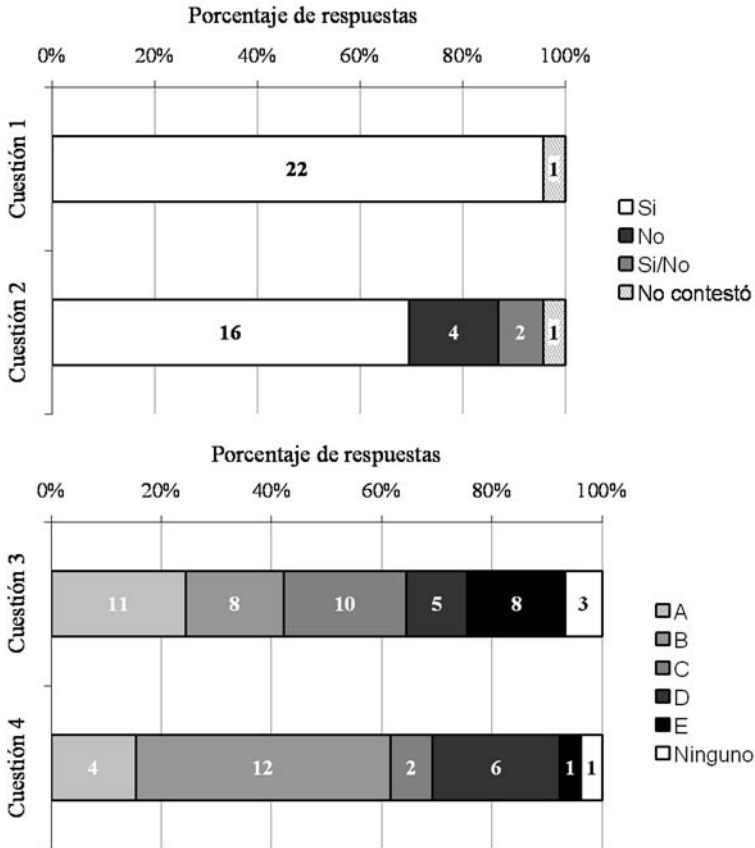 Porcentaje de respuestas
0% 20% 40% 60% 80% 100%
Cuestión 1
22 1
Cuestión 2
16 4 2 1
Si
No
Si/No
No contestó
Porcentaje de respuestas
0% 20% 40% 60% 80% 100%
Cuestión 3
11 8 10 5 8 3
Cuestión 4
4 12 2 6 1 1
A
B
C
D
E
Ninguno